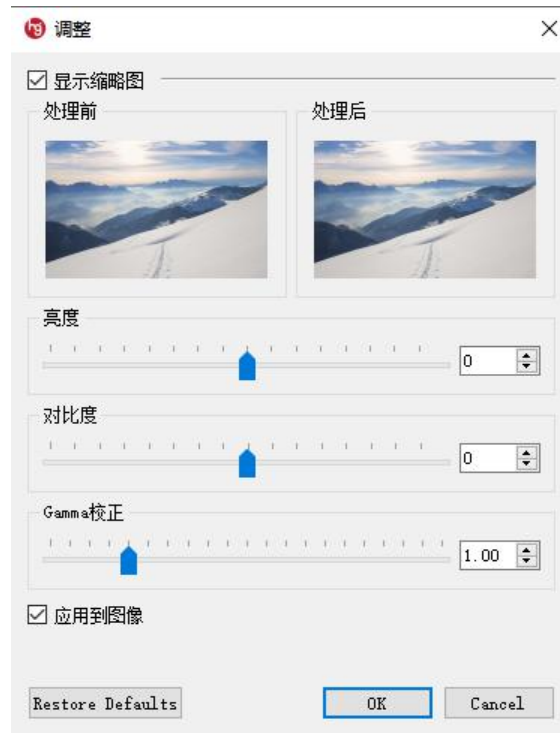 hg 调整
显示缩略图
处理前 处理后
亮度
0
对比度
0
Gamma校正
1.00
应用到图像
Restore Defaults OK Cancel